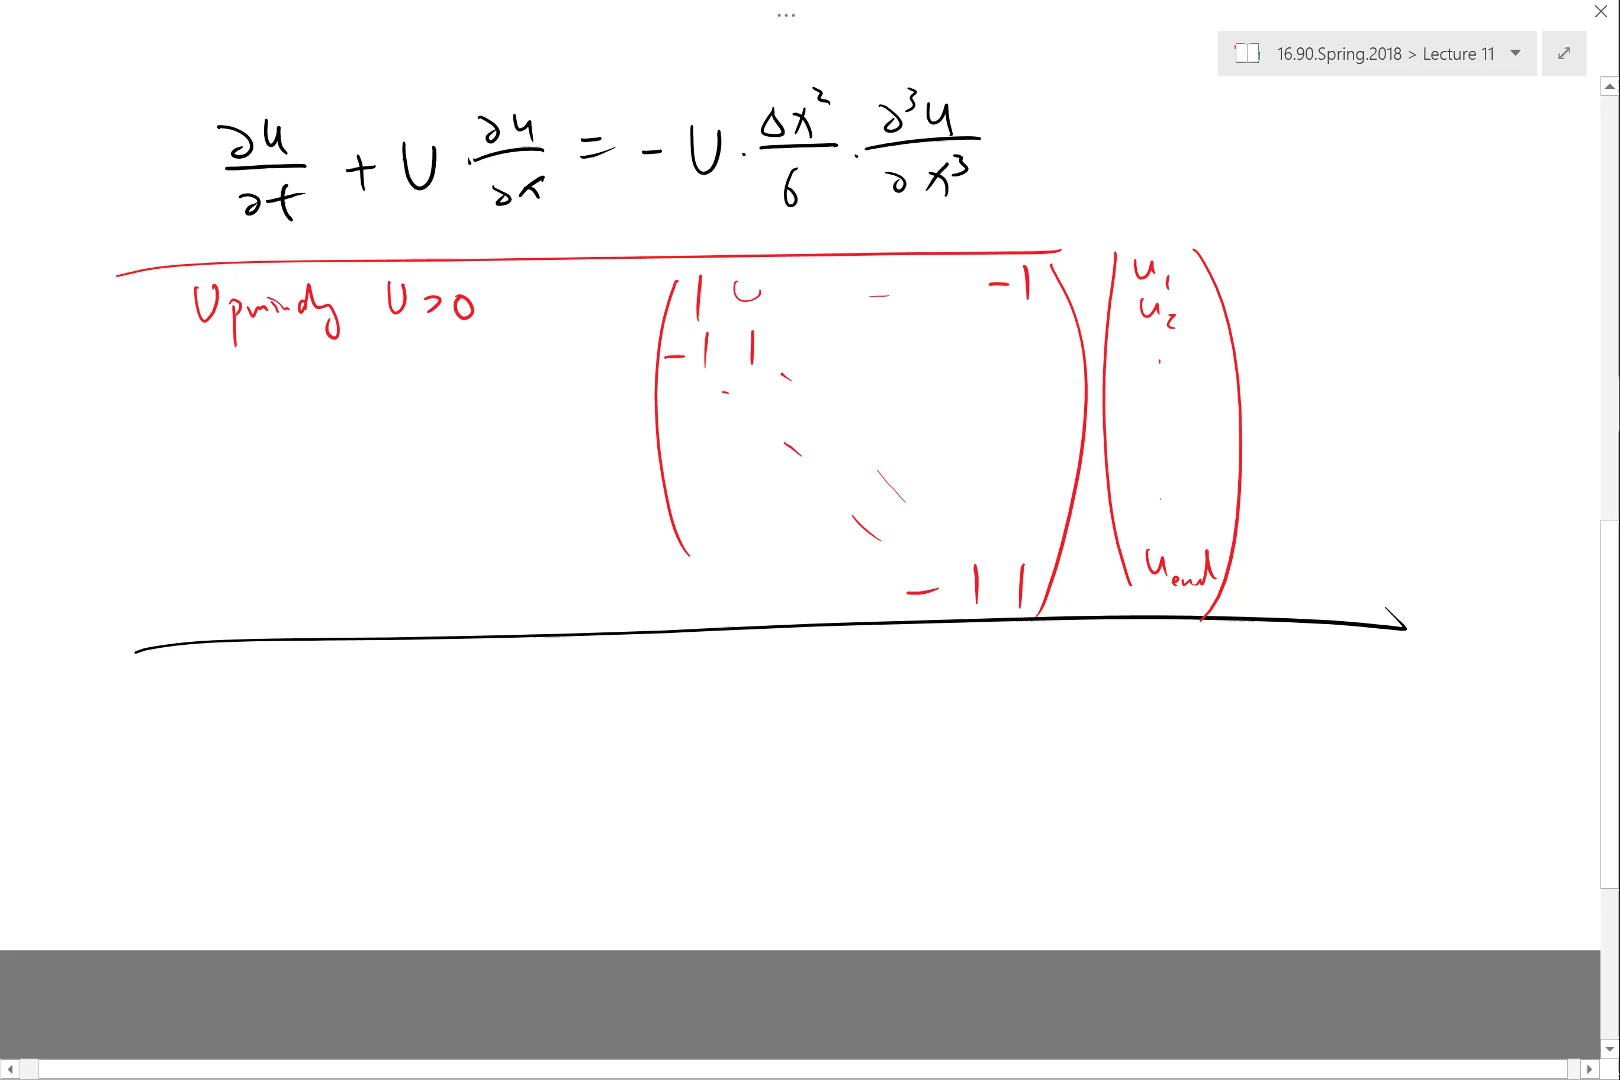 16.90.Spring.2018 > Lecture 11
∂u/∂t + U · ∂u/∂x = - U · Δx²/6 · ∂³u/∂x³
U>0
1 0 - -1
-1 1
-1 1
u₁
u₂
u_end